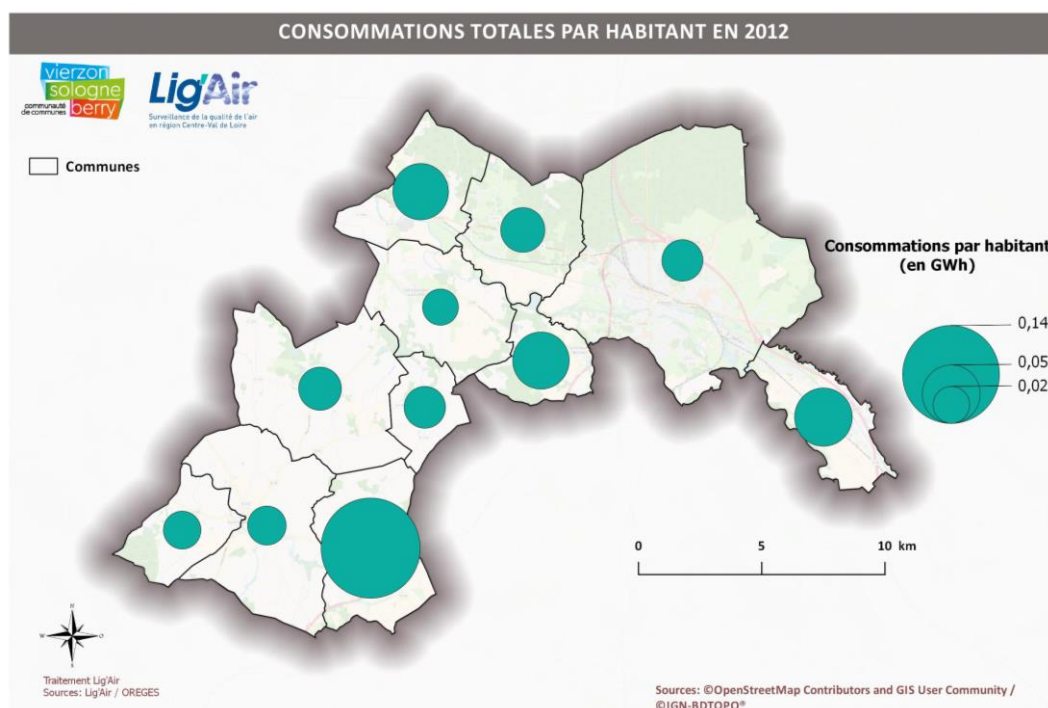 CONSOMMATIONS TOTALES PAR HABITANT EN 2012
vierzon
sologne
berry
communauté
de communes
Lig'Air
Surveillance de la qualité de l'air
en région Centre-Val de Loire
Communes
Consommations par habitant
(en GWh)
0,14
0,05
0,02
0 5 10 km
N
W O
S
Traitement Lig'Air
Sources: Lig'Air / OREGES
Sources: ©OpenStreetMap Contributors and GIS User Community /
©IGN-BDTOPO®